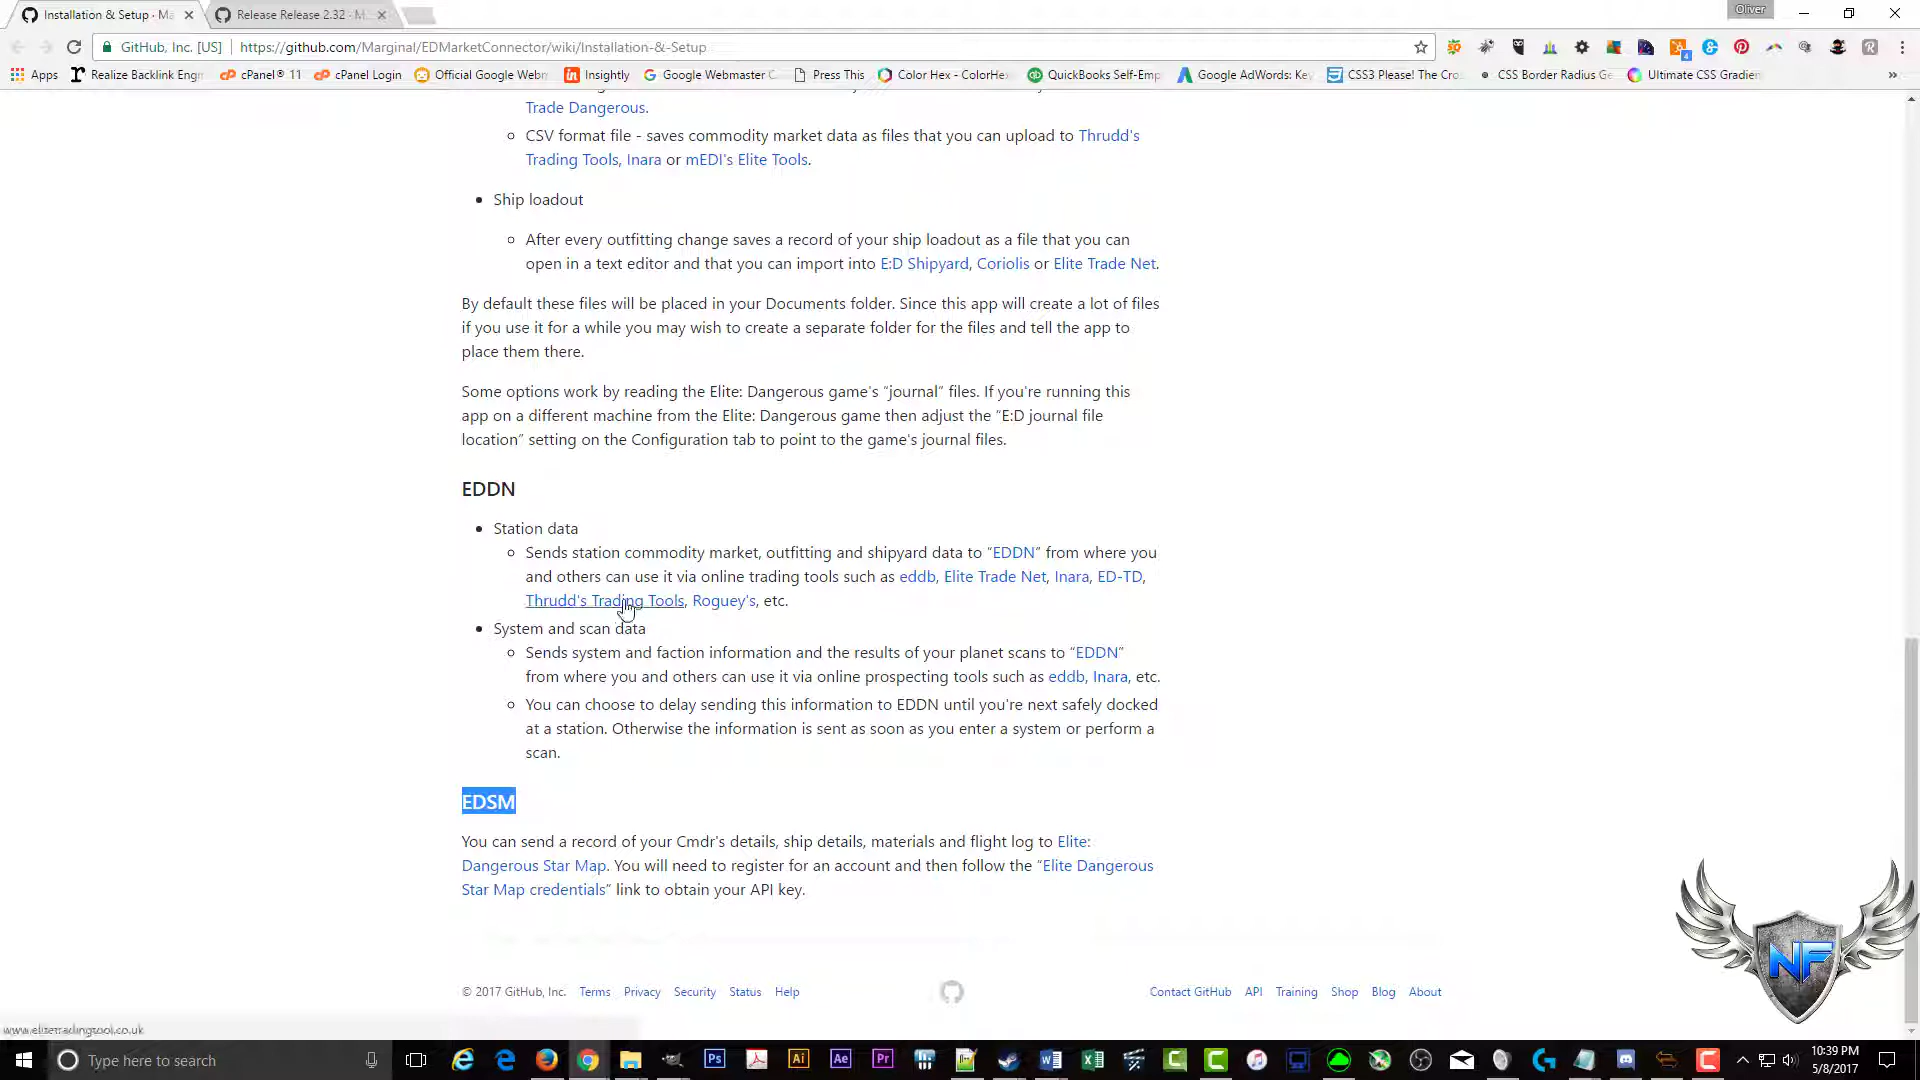 Installation & Setup · Ma
Release Release 2.32 · M
Oliver
GitHub, Inc. [US]
https://github.com/Marginal/EDMarketConnector/wiki/Installation-&-Setup
Apps
Realize Backlink Eng
cPanel® 11
cPanel Login
Official Google Webm
Insightly
Google Webmaster C
Press This
Color Hex - ColorHe
QuickBooks Self-Emp
Google AdWords: Key
CSS3 Please! The Cro
CSS Border Radius Ge
Ultimate CSS Gradien
Trade Dangerous.
CSV format file - saves commodity market data as files that you can upload to Thrudd's
Trading Tools, Inara or mEDI's Elite Tools.
Ship loadout
After every outfitting change saves a record of your ship loadout as a file that you can
open in a text editor and that you can import into E:D Shipyard, Coriolis or Elite Trade Net.
By default these files will be placed in your Documents folder. Since this app will create a lot of files
if you use it for a while you may wish to create a separate folder for the files and tell the app to
place them there.
Some options work by reading the Elite: Dangerous game's “journal” files. If you're running this
app on a different machine from the Elite: Dangerous game then adjust the “E:D journal file
location” setting on the Configuration tab to point to the game's journal files.
EDDN
Station data
Sends station commodity market, outfitting and shipyard data to “EDDN” from where you
and others can use it via online trading tools such as eddb, Elite Trade Net, Inara, ED-TD,
Thrudd's Trading Tools, Roguey's, etc.
System and scan data
Sends system and faction information and the results of your planet scans to “EDDN”
from where you and others can use it via online prospecting tools such as eddb, Inara, etc.
You can choose to delay sending this information to EDDN until you're next safely docked
at a station. Otherwise the information is sent as soon as you enter a system or perform a
scan.
EDSM
You can send a record of your Cmdr's details, ship details, materials and flight log to Elite:
Dangerous Star Map. You will need to register for an account and then follow the “Elite Dangerous
Star Map credentials” link to obtain your API key.
NF
© 2017 GitHub, Inc. Terms Privacy Security Status Help
Contact GitHub API Training Shop Blog About
www.elitetradingtool.co.uk
Type here to search
10:39 PM
5/8/2017